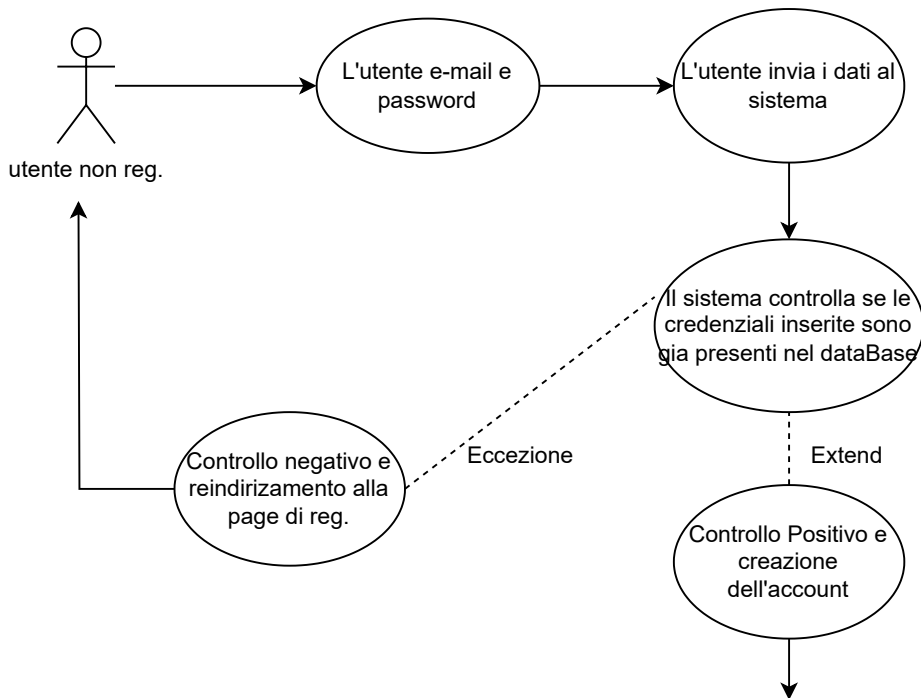 L'utente e-mail e
password
L'utente invia i dati al
sistema
utente non reg.
Il sistema controlla se le
credenziali inserite sono
gia presenti nel dataBase
Eccezione
Extend
Controllo negativo e
reindirizamento alla
page di reg.
Controllo Positivo e
creazione
dell'account